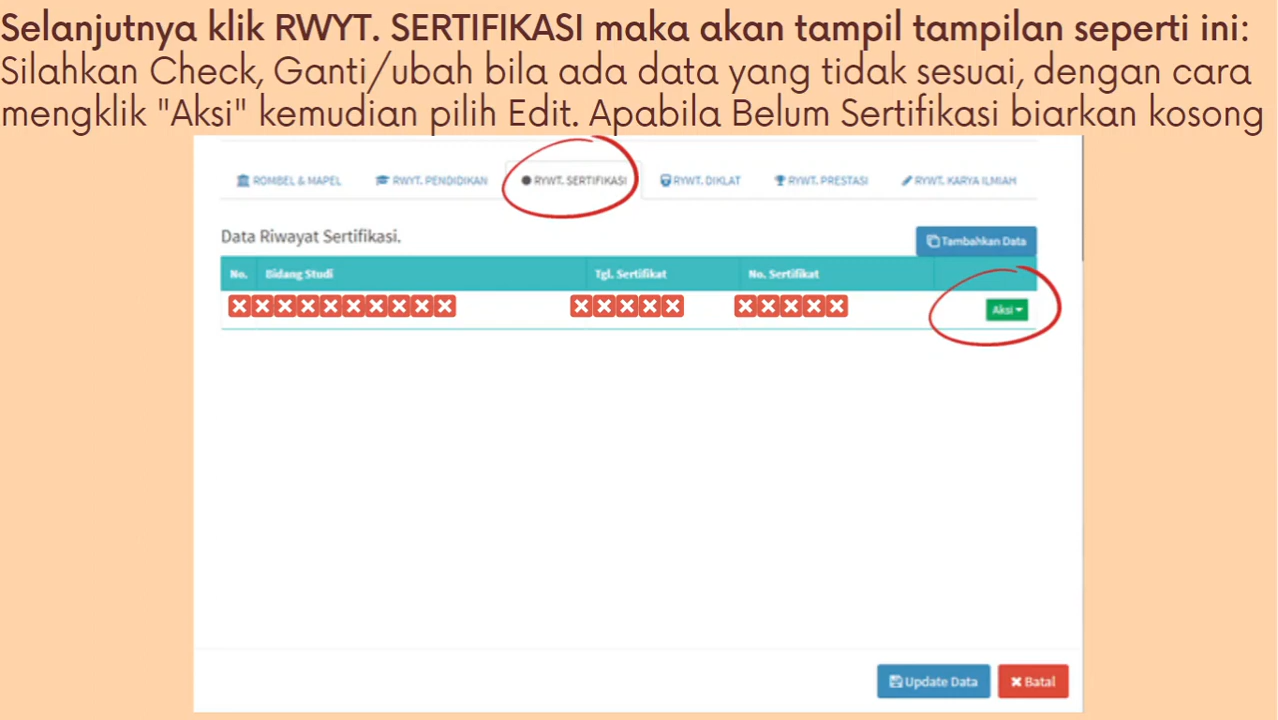 Selanjutnya klik RWYT. SERTIFIKASI maka akan tampil tampilan seperti ini:
Silahkan Check, Ganti/ubah bila ada data yang tidak sesuai, dengan cara
mengklik "Aksi" kemudian pilih Edit. Apabila Belum Sertifikasi biarkan kosong
ROMBEL & MAPEL RWYT. PENDIDIKAN RYWT. SERTIFIKASI RYWT. DIKLAT RYWT. PRESTASI RYWT. KARYA ILMIAH
Data Riwayat Sertifikasi.
Tambahkan Data
No. Bidang Studi Tgl. Sertifikat No. Sertifikat
Aksi
Update Data Batal